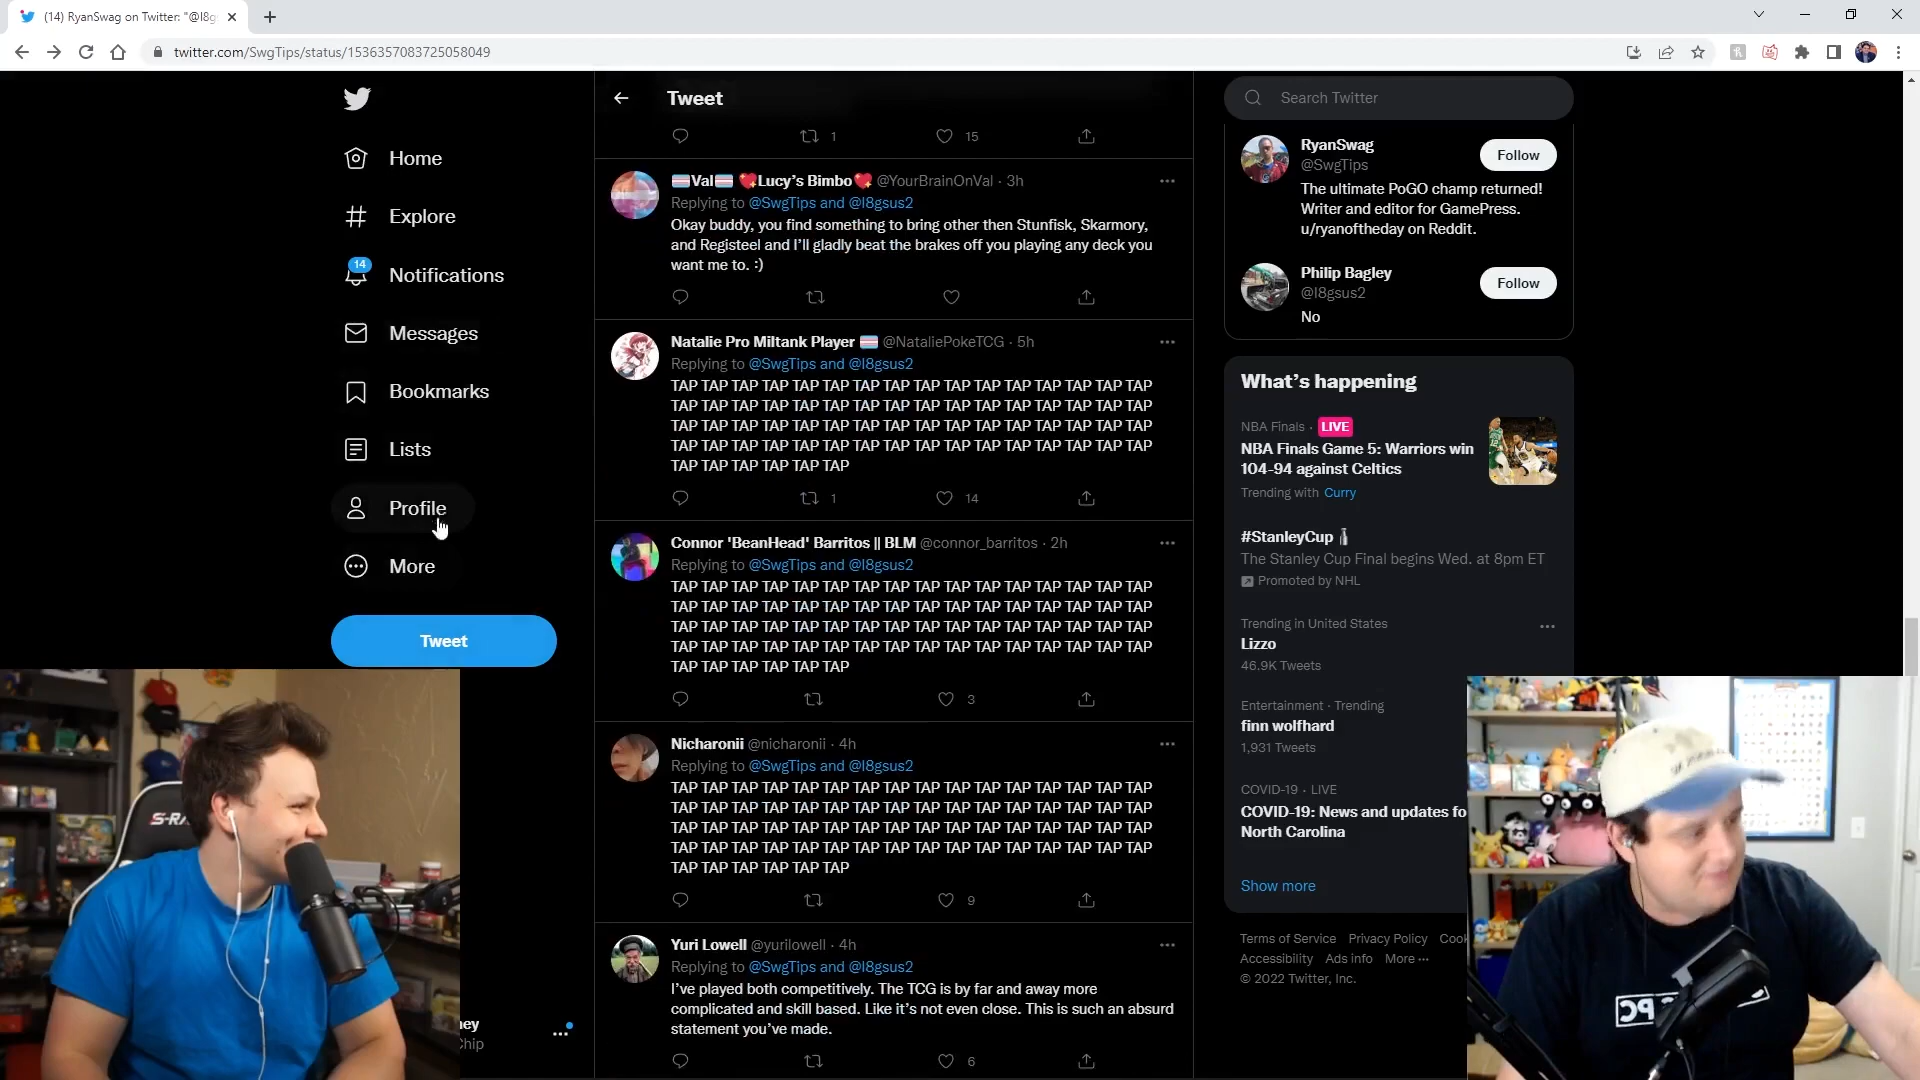 (14) RyanSwag on Twitter: "@l8g
twitter.com/SwgTips/status/1536357083725058049
Home
Explore
14
Notifications
Messages
Bookmarks
Lists
Profile
More
Tweet
Tweet
1
15
Val Lucy's Bimbo @YourBrainOnVal · 3h
Replying to @SwgTips and @l8gsus2
Okay buddy, you find something to bring other then Stunfisk, Skarmory,
and Registeel and I'll gladly beat the brakes off you playing any deck you
want me to. :)
Natalie Pro Miltank Player @NataliePokeTCG · 5h
Replying to @SwgTips and @l8gsus2
TAP TAP TAP TAP TAP TAP TAP TAP TAP TAP TAP TAP TAP TAP TAP TAP
TAP TAP TAP TAP TAP TAP TAP TAP TAP TAP TAP TAP TAP TAP TAP TAP
TAP TAP TAP TAP TAP TAP TAP TAP TAP TAP TAP TAP TAP TAP TAP TAP
TAP TAP TAP TAP TAP TAP TAP TAP TAP TAP TAP TAP TAP TAP TAP TAP
TAP TAP TAP TAP TAP TAP
1
14
Connor 'BeanHead' Barritos || BLM @connor_barritos · 2h
Replying to @SwgTips and @l8gsus2
TAP TAP TAP TAP TAP TAP TAP TAP TAP TAP TAP TAP TAP TAP TAP TAP
TAP TAP TAP TAP TAP TAP TAP TAP TAP TAP TAP TAP TAP TAP TAP TAP
TAP TAP TAP TAP TAP TAP TAP TAP TAP TAP TAP TAP TAP TAP TAP TAP
TAP TAP TAP TAP TAP TAP TAP TAP TAP TAP TAP TAP TAP TAP TAP TAP
TAP TAP TAP TAP TAP TAP
3
Nicharonii @nicharonii · 4h
Replying to @SwgTips and @l8gsus2
TAP TAP TAP TAP TAP TAP TAP TAP TAP TAP TAP TAP TAP TAP TAP TAP
TAP TAP TAP TAP TAP TAP TAP TAP TAP TAP TAP TAP TAP TAP TAP TAP
TAP TAP TAP TAP TAP TAP TAP TAP TAP TAP TAP TAP TAP TAP TAP TAP
TAP TAP TAP TAP TAP TAP TAP TAP TAP TAP TAP TAP TAP TAP TAP TAP
TAP TAP TAP TAP TAP TAP
9
Yuri Lowell @yurilowell · 4h
Replying to @SwgTips and @l8gsus2
I've played both competitively. The TCG is by far and away more
complicated and skill based. Like it's not even close. This is such an absurd
statement you've made.
6
Search Twitter
RyanSwag
@SwgTips
Follow
The ultimate PoGO champ returned!
Writer and editor for GamePress.
u/ryanoftheday on Reddit.
Philip Bagley
@l8gsus2
Follow
No
What's happening
NBA Finals · LIVE
NBA Finals Game 5: Warriors win
104-94 against Celtics
Trending with Curry
#StanleyCup
The Stanley Cup Final begins Wed. at 8pm ET
Promoted by NHL
Trending in United States
Lizzo
46.9K Tweets
Entertainment · Trending
finn wolfhard
1,931 Tweets
COVID-19 · LIVE
COVID-19: News and updates fo
North Carolina
Show more
Terms of Service Privacy Policy Cook
Accessibility Ads info More ...
© 2022 Twitter, Inc.
ney
Chip
S-RA